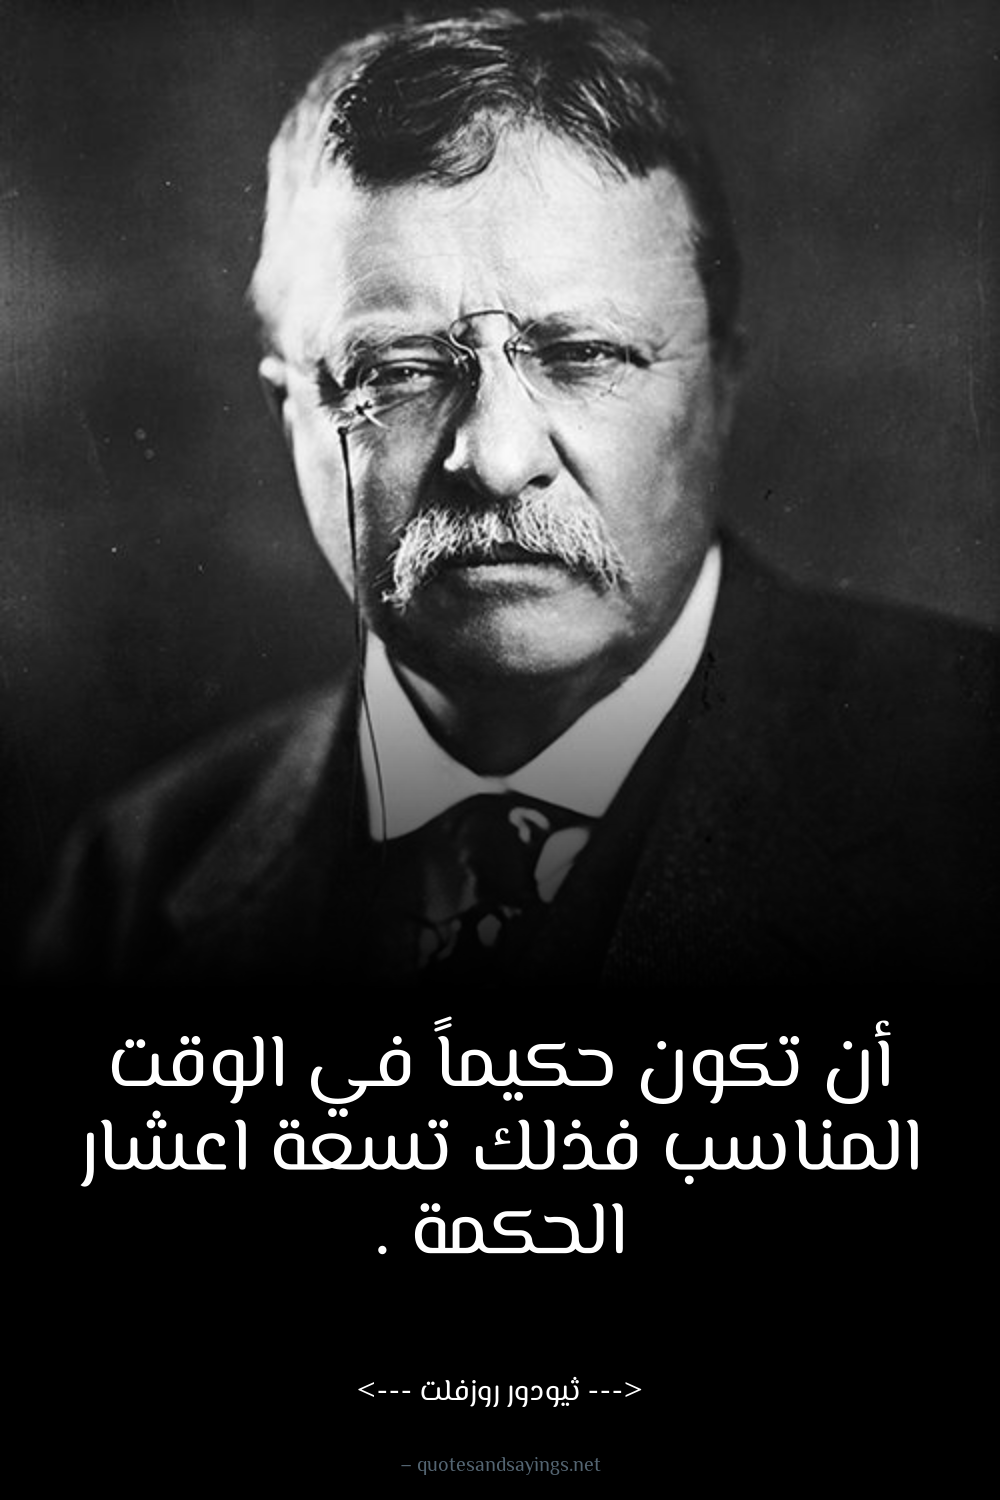 أن تكون حكيماً في الوقت
المناسب فذلك تسعة اعشار
الحكمة .
<--- ثيودور روزفلت --->
– quotesandsayings.net